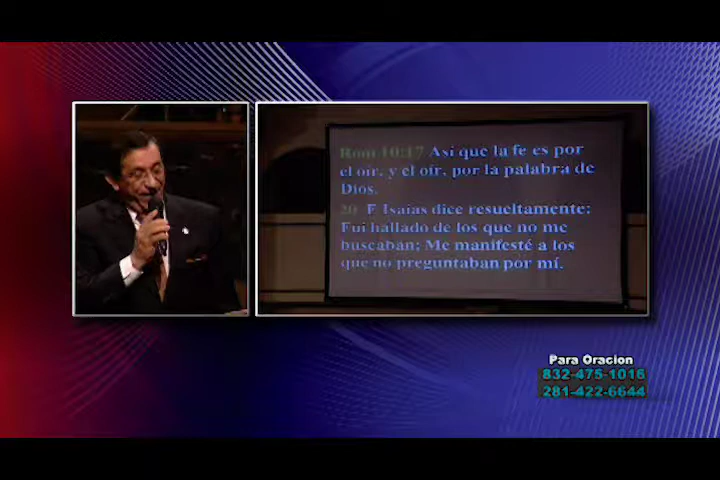 Rom 10:17 Así que la fe es por
el oír, y el oír, por la palabra de
Dios.
20 E Isaías dice resueltamente:
Fui hallado de los que no me
buscaban; Me manifesté a los
que no preguntaban por mí.
Para Oracion
832-475-1016
281-422-6644